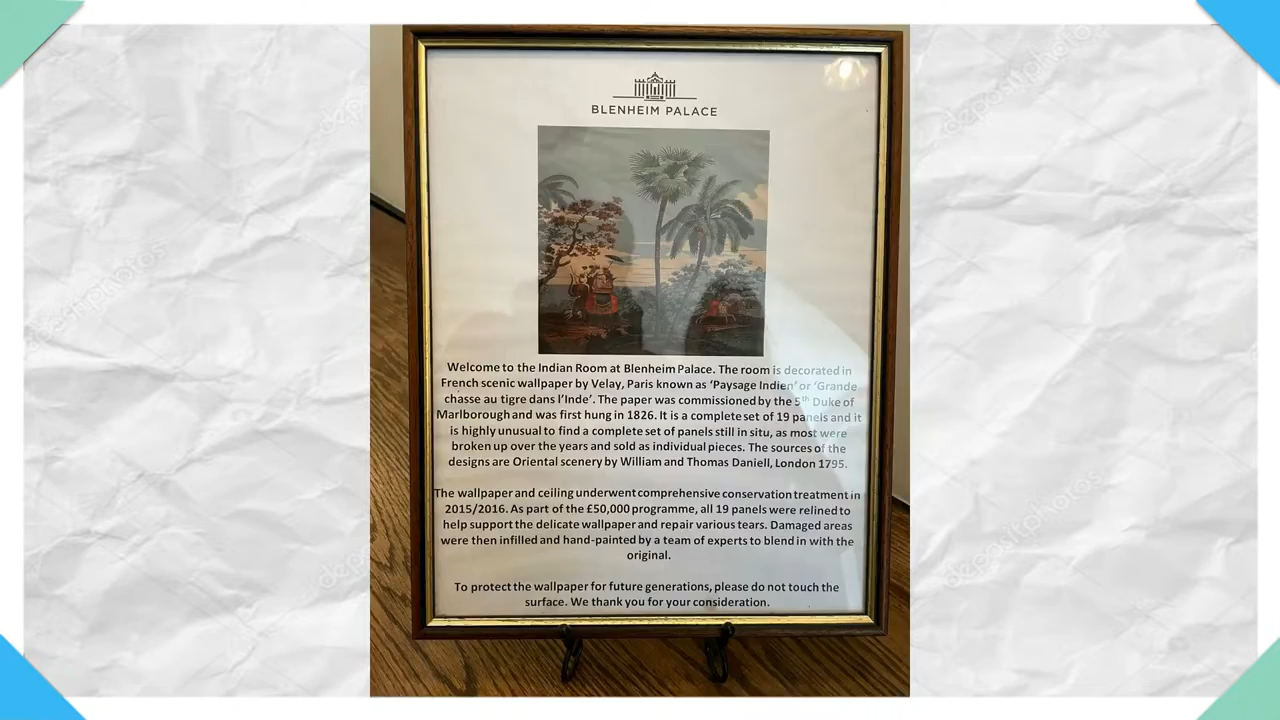 BLENHEIM PALACE
Welcome to the Indian Room at Blenheim Palace. The room is decorated in
French scenic wallpaper by Velay, Paris known as ‘Paysage Indien’ or ‘Grande
chasse au tigre dans l’Inde’. The paper was commissioned by the 5th Duke of
Marlborough and was first hung in 1826. It is a complete set of 19 panels and it
is highly unusual to find a complete set of panels still in situ, as most were
broken up over the years and sold as individual pieces. The sources of the
designs are Oriental scenery by William and Thomas Daniell, London 1795.
The wallpaper and ceiling underwent comprehensive conservation treatment in
2015/2016. As part of the £50,000 programme, all 19 panels were relined to
help support the delicate wallpaper and repair various tears. Damaged areas
were then infilled and hand-painted by a team of experts to blend in with the
original.
To protect the wallpaper for future generations, please do not touch the
surface. We thank you for your consideration.
depositphotos
depositphotos
depositphotos
depositphotos